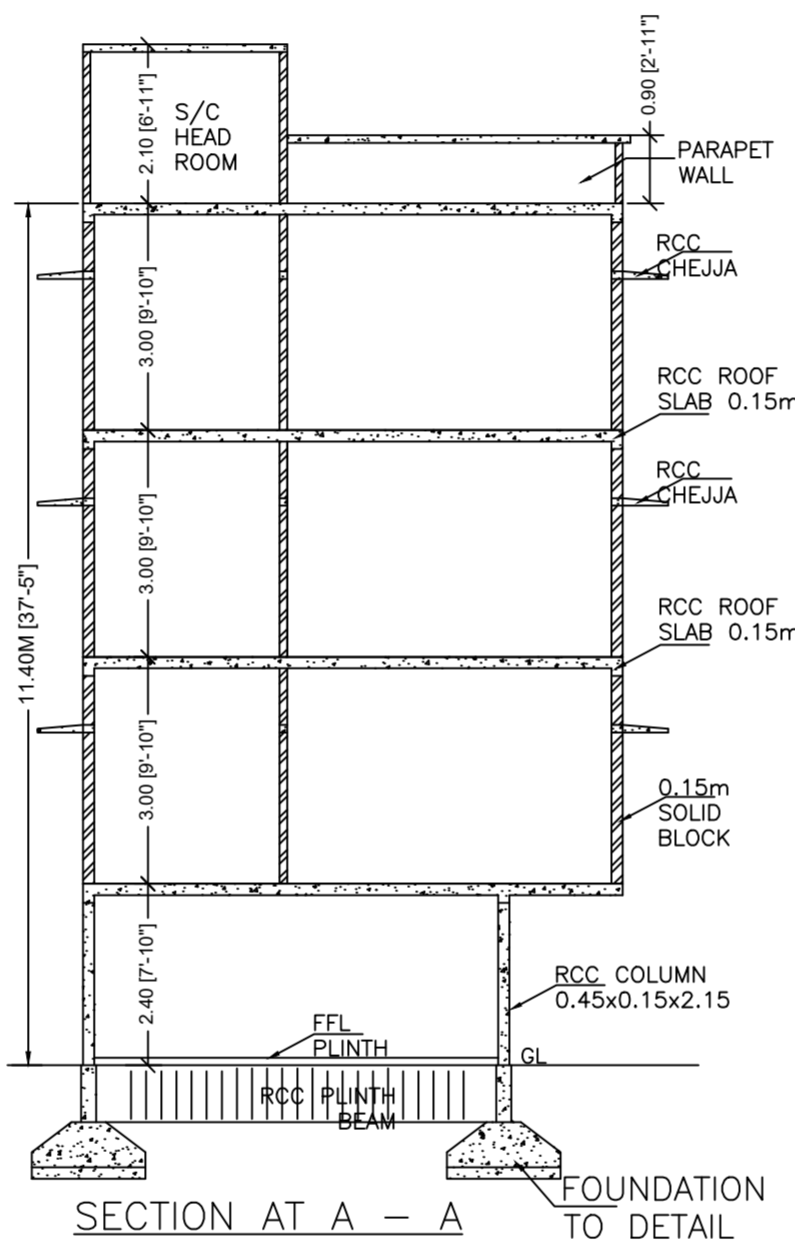 0.90 [2'-11"]
2.10 [6'-11"]
S/C
HEAD
ROOM
PARAPET
WALL
RCC
CHEJJA
3.00 [9'-10"]
RCC ROOF
SLAB 0.15m
RCC
CHEJJA
3.00 [9'-10"]
11.40M [37'-5"]
RCC ROOF
SLAB 0.15m
3.00 [9'-10"]
0.15m
SOLID
BLOCK
2.40 [7'-10"]
RCC COLUMN
0.45x0.15x2.15
FFL
PLINTH
GL
RCC PLINTH
BEAM
FOUNDATION
TO DETAIL
SECTION AT A - A